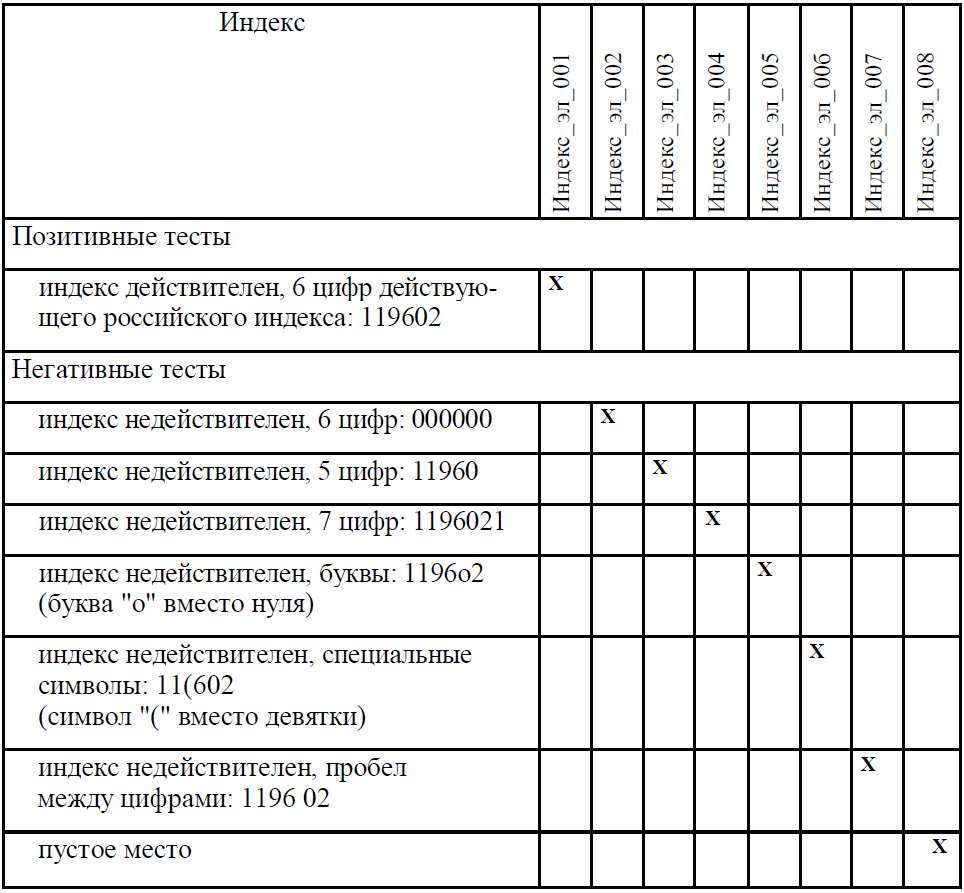 Индекс
Индекс_эл_001
Индекс_эл_002
Индекс_эл_003
Индекс_эл_004
Индекс_эл_005
Индекс_эл_006
Индекс_эл_007
Индекс_эл_008
Позитивные тесты
индекс действителен, 6 цифр действую-
щего российского индекса: 119602
X
Негативные тесты
индекс недействителен, 6 цифр: 000000
X
индекс недействителен, 5 цифр: 11960
X
индекс недействителен, 7 цифр: 1196021
X
индекс недействителен, буквы: 1196о2
(буква "о" вместо нуля)
X
индекс недействителен, специальные
символы: 11(602
(символ "(" вместо девятки)
X
индекс недействителен, пробел
между цифрами: 1196 02
X
пустое место
X